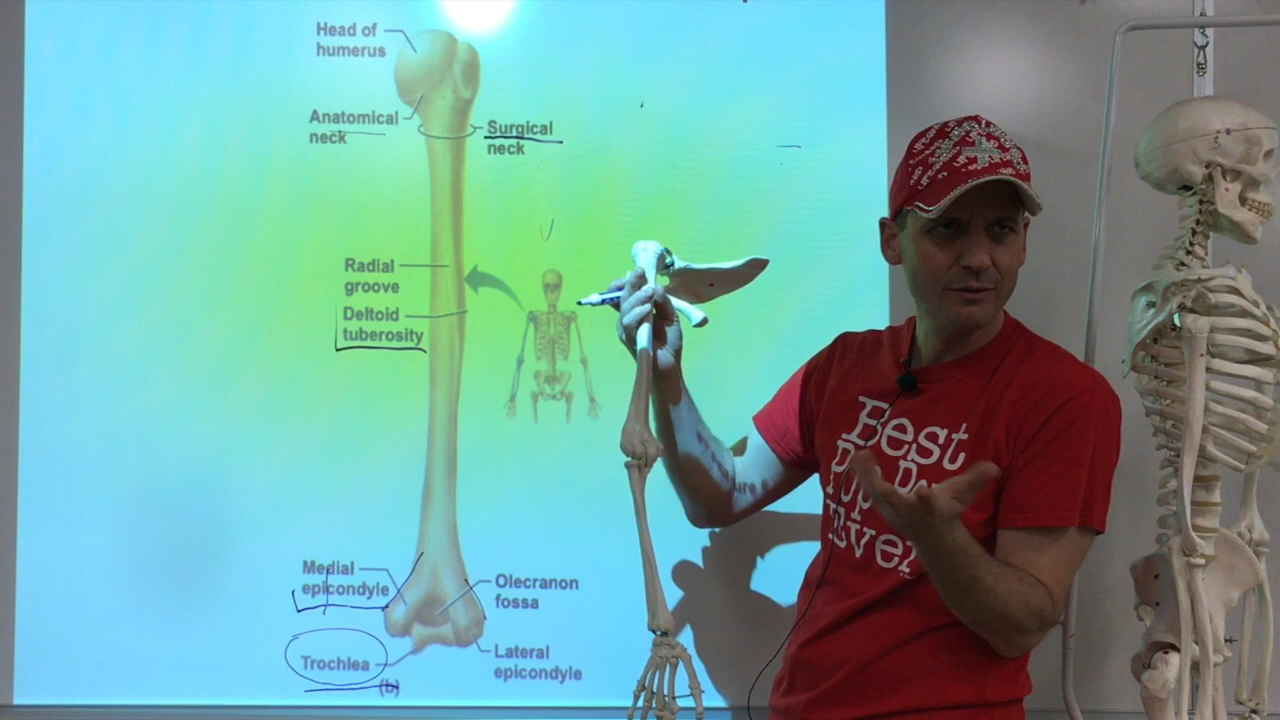 Head of
humerus
Anatomical
neck
Surgical
neck
Radial
groove
Deltoid
tuberosity
Medial
epicondyle
Olecranon
fossa
Trochlea
Lateral
epicondyle
(b)
Best
Ever